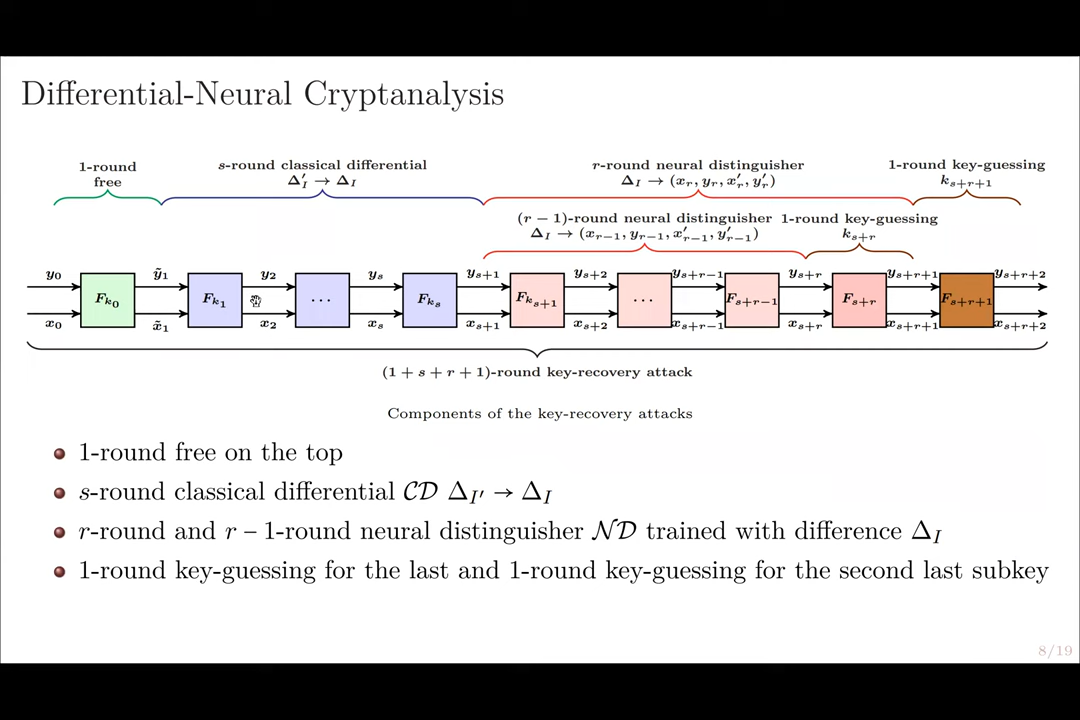 Differential-Neural Cryptanalysis
1-round
free
s-round classical differential
Δ′_I → Δ_I
r-round neural distinguisher
Δ_I → (x_r, y_r, x′_r, y′_r)
1-round key-guessing
k_{s+r+1}
(r − 1)-round neural distinguisher
Δ_I → (x_{r−1}, y_{r−1}, x′_{r−1}, y′_{r−1})
1-round key-guessing
k_{s+r}
y_0 ỹ_1 y_2 y_s y_{s+1} y_{s+2} y_{s+r−1} y_{s+r} y_{s+r+1} y_{s+r+2}
F_{k_0} F_{k_1} ... F_{k_s} F_{k_{s+1}} ... F_{s+r−1} F_{s+r} F_{s+r+1}
x_0 x̃_1 x_2 x_s x_{s+1} x_{s+2} x_{s+r−1} x_{s+r} x_{s+r+1} x_{s+r+2}
(1 + s + r + 1)-round key-recovery attack
Components of the key-recovery attacks
1-round free on the top
s-round classical differential 𝒞𝒟 Δ_{I′} → Δ_I
r-round and r − 1-round neural distinguisher 𝒩𝒟 trained with difference Δ_I
1-round key-guessing for the last and 1-round key-guessing for the second last subkey
8/19